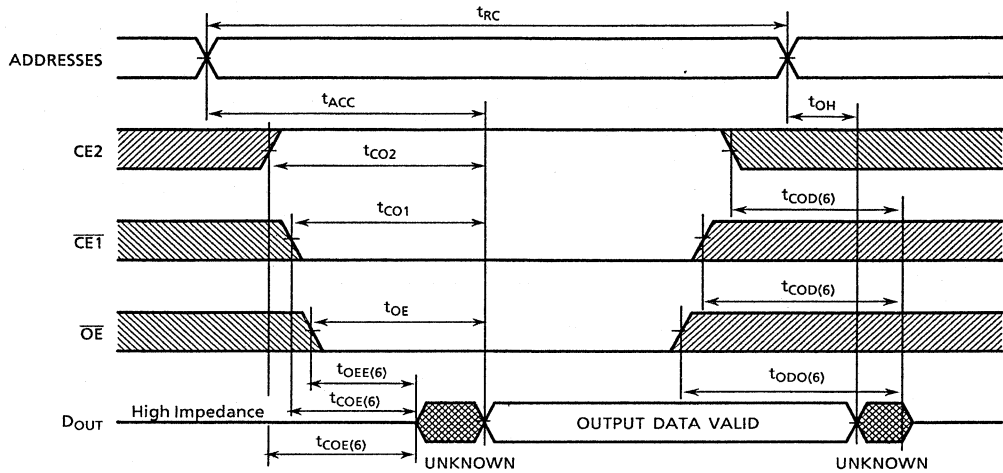 tRC
ADDRESSES
tACC
tOH
CE2
tCO2
tCOD(6)
CE1
tCO1
tCOD(6)
OE
tOE
tOEE(6)
tODO(6)
tCOE(6)
DOUT
High Impedance
OUTPUT DATA VALID
tCOE(6)
UNKNOWN
UNKNOWN